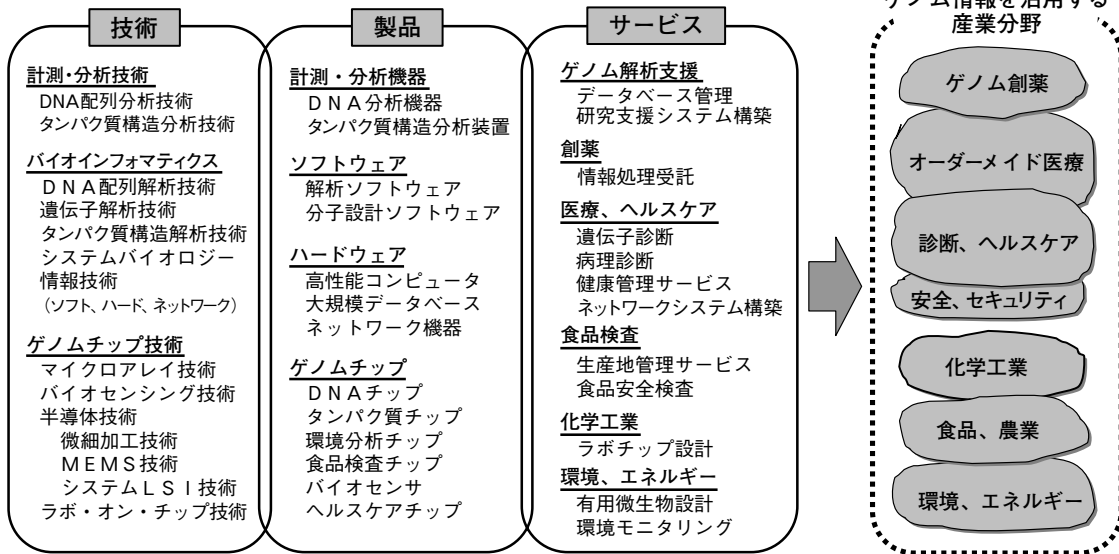 技術
計測・分析技術
DNA配列分析技術
タンパク質構造分析技術
バイオインフォマティクス
DNA配列解析技術
遺伝子解析技術
タンパク質構造解析技術
システムバイオロジー
情報技術
(ソフト、ハード、ネットワーク)
ゲノムチップ技術
マイクロアレイ技術
バイオセンシング技術
半導体技術
微細加工技術
MEMS技術
システムLSI技術
ラボ・オン・チップ技術
製品
計測・分析機器
DNA分析機器
タンパク質構造分析装置
ソフトウェア
解析ソフトウェア
分子設計ソフトウェア
ハードウェア
高性能コンピュータ
大規模データベース
ネットワーク機器
ゲノムチップ
DNAチップ
タンパク質チップ
環境分析チップ
食品検査チップ
バイオセンサ
ヘルスケアチップ
サービス
ゲノム解析支援
データベース管理
研究支援システム構築
創薬
情報処理受託
医療、ヘルスケア
遺伝子診断
病理診断
健康管理サービス
ネットワークシステム構築
食品検査
生産地管理サービス
食品安全検査
化学工業
ラボチップ設計
環境、エネルギー
有用微生物設計
環境モニタリング
ゲノム情報を活用する
産業分野
ゲノム創薬
オーダーメイド医療
診断、ヘルスケア
安全、セキュリティ
化学工業
食品、農業
環境、エネルギー